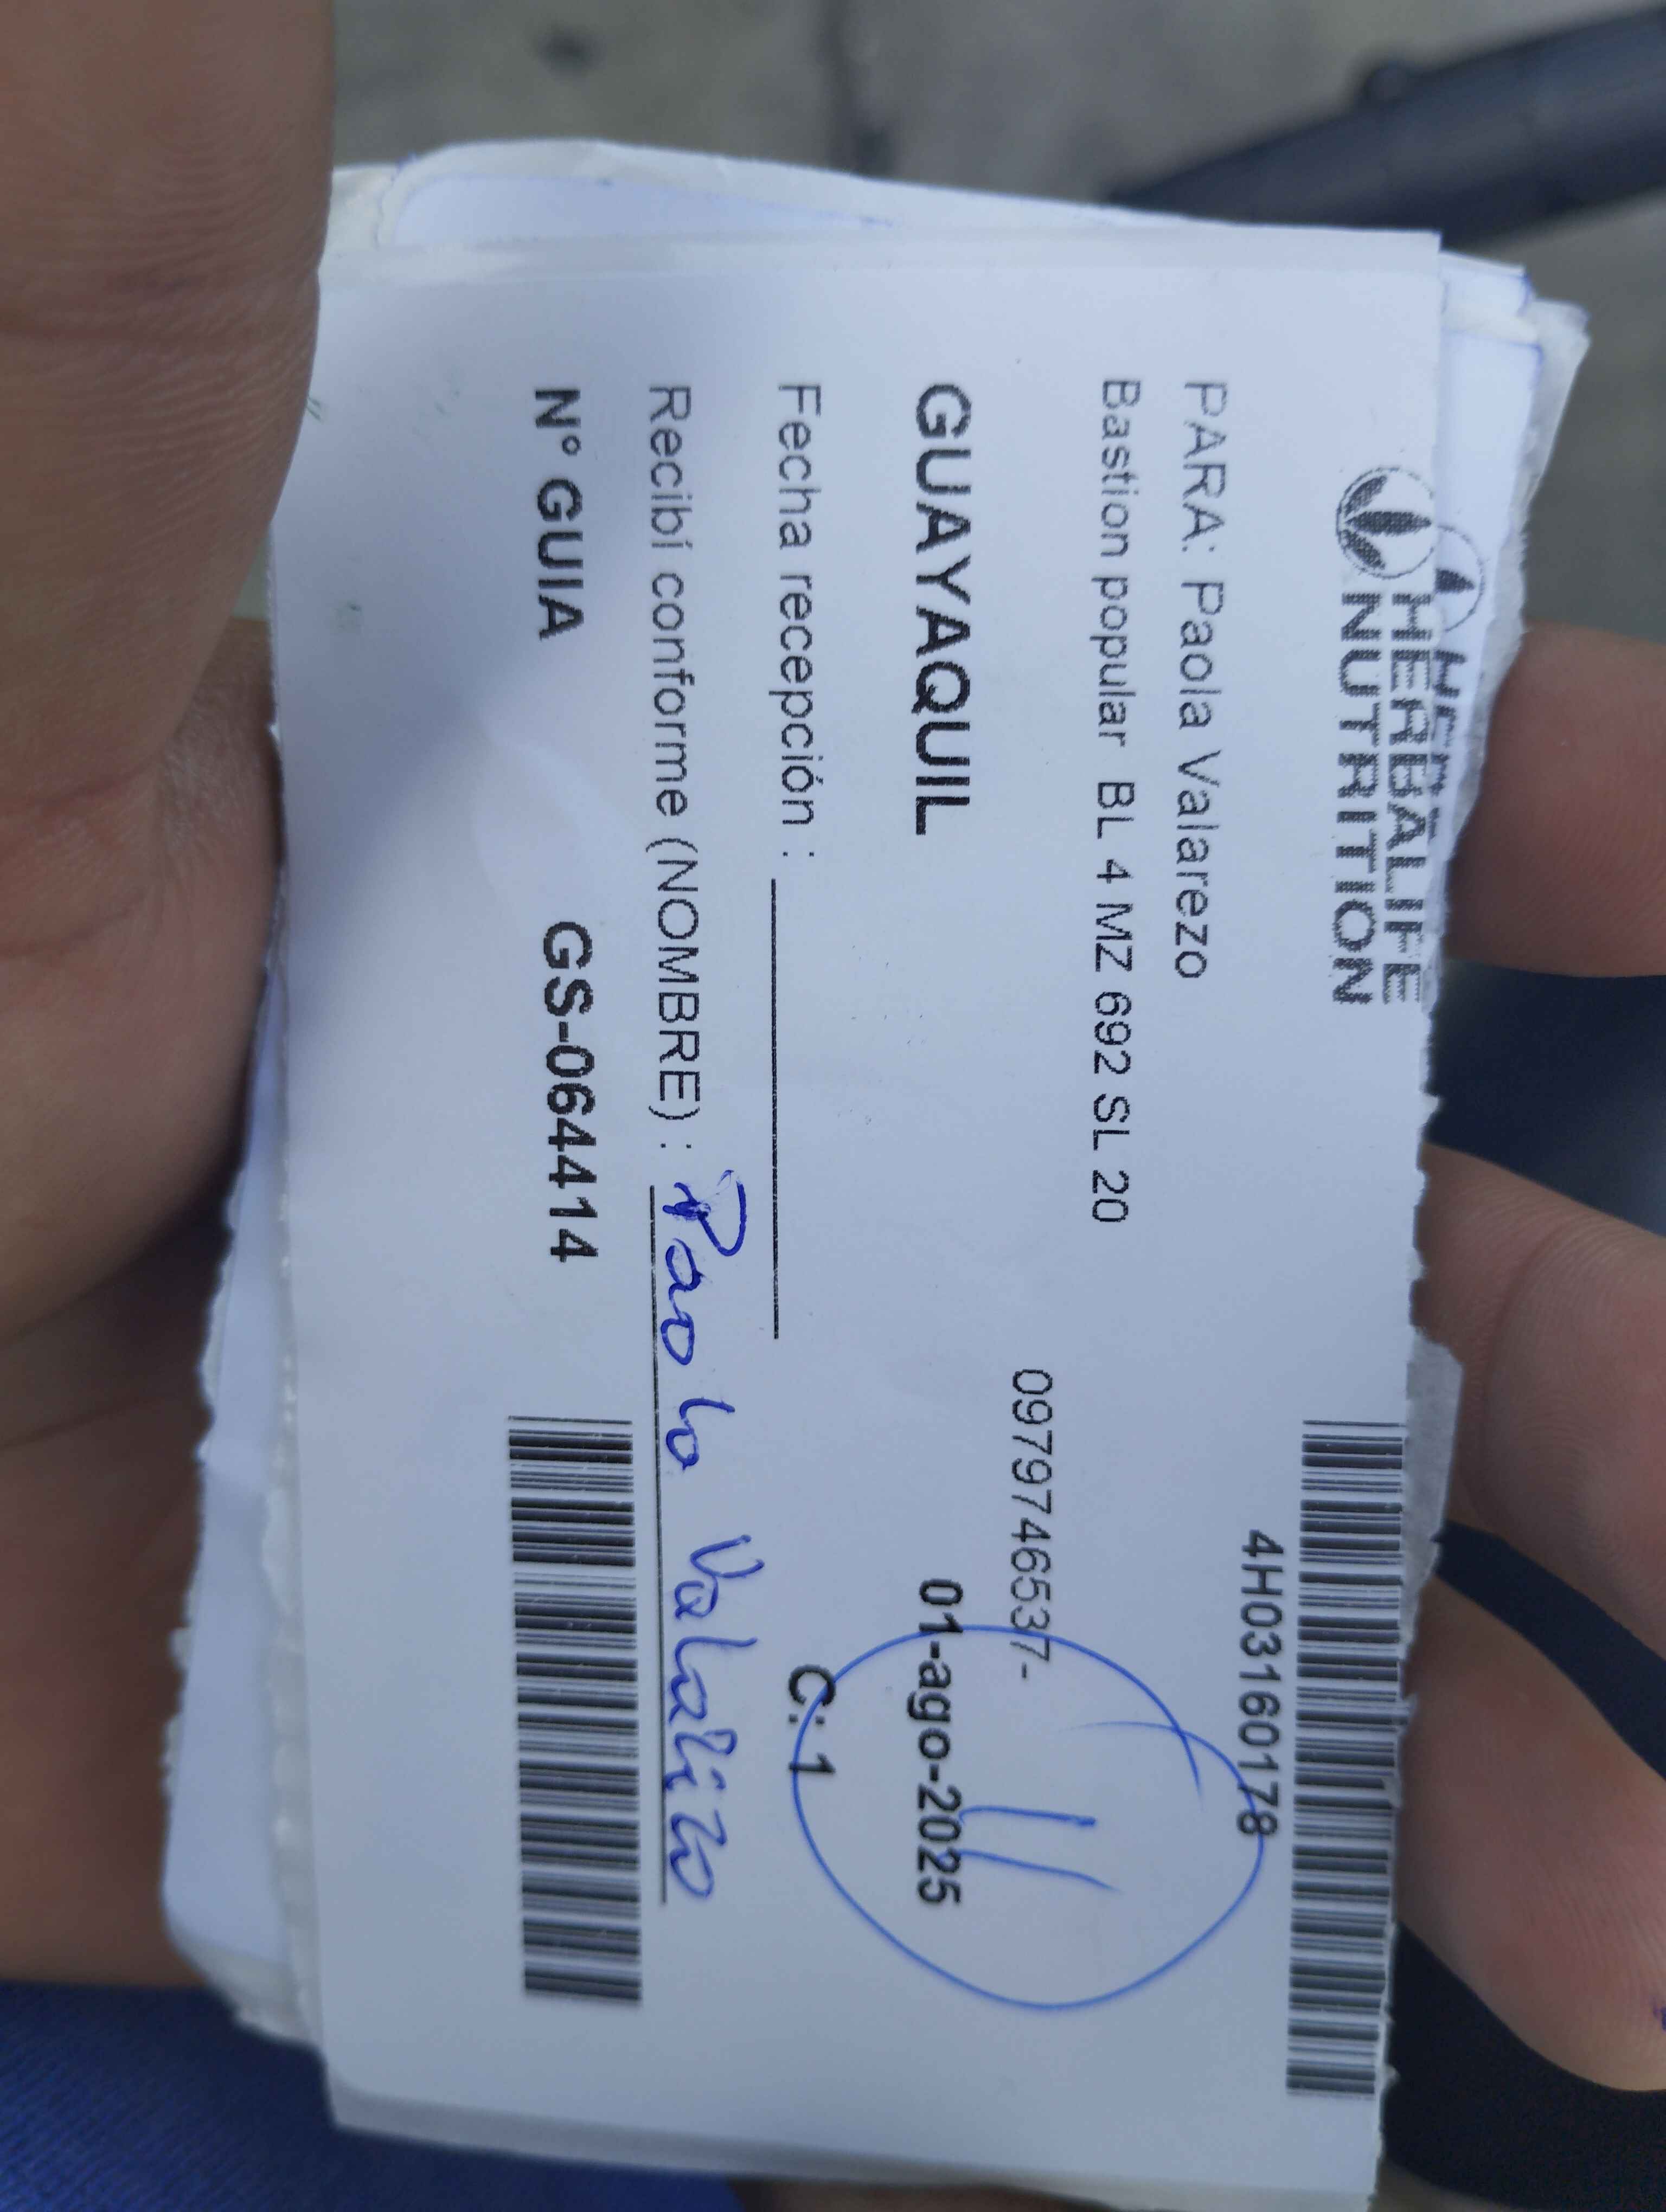 HERBALIFE
NUTRITION
4H03160178
PARA: Paola Valarezo
Bastion popular BL 4 MZ 692 SL 20
0979746537-
GUAYAQUIL
01-ago-2025
Fecha recepción :
C: 1
Recibí conforme (NOMBRE) : Paola Valarezo
N° GUIA GS-064414